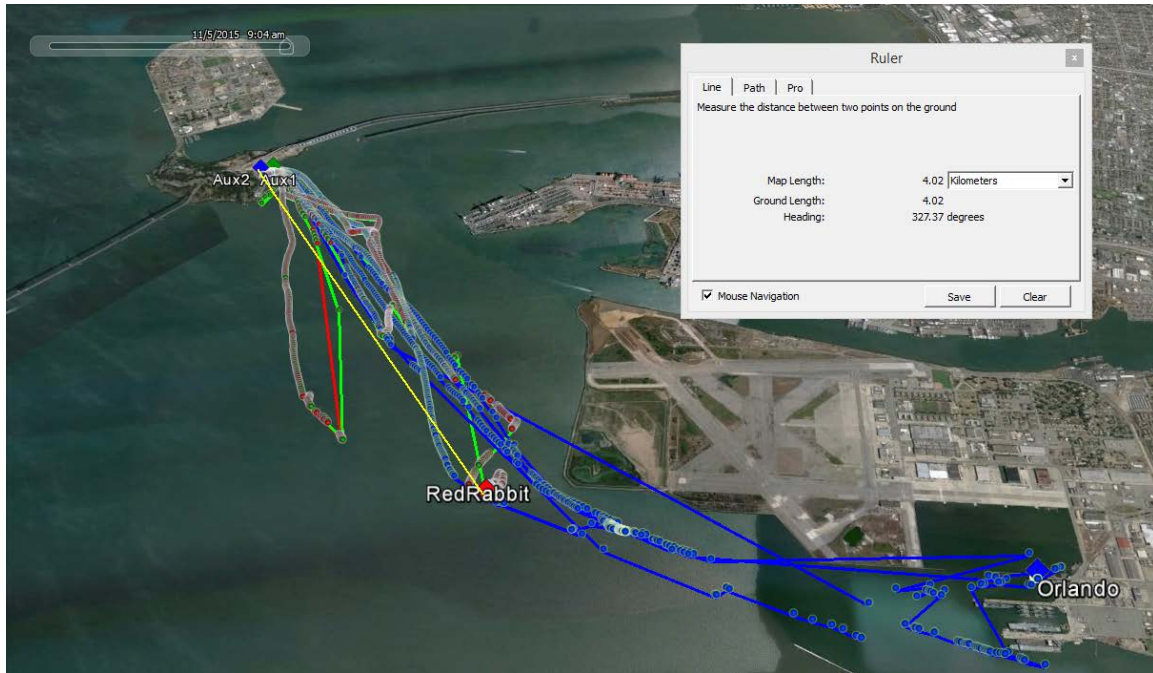 11/5/2015 9:04 am
Ruler
x
Line Path Pro
Measure the distance between two points on the ground
Map Length: 4.02 Kilometers
Ground Length: 4.02
Heading: 327.37 degrees
Mouse Navigation Save Clear
Aux2 Aux1
RedRabbit
Orlando